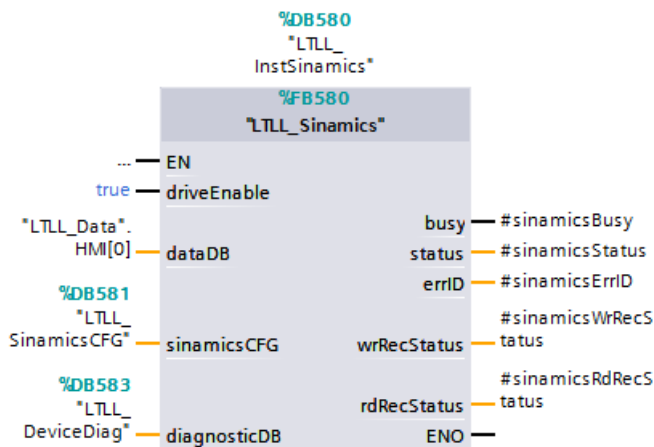 %DB580
"LTLL_
InstSinamics"
%FB580
"LTLL_Sinamics"
... EN
true driveEnable
busy #sinamicsBusy
"LTLL_Data".
HMI[0] dataDB
status #sinamicsStatus
errID #sinamicsErrID
%DB581
"LTLL_
SinamicsCFG" sinamicsCFG
wrRecStatus #sinamicsWrRecS
tatus
%DB583
"LTLL_
DeviceDiag" diagnosticDB
rdRecStatus #sinamicsRdRecS
tatus
ENO